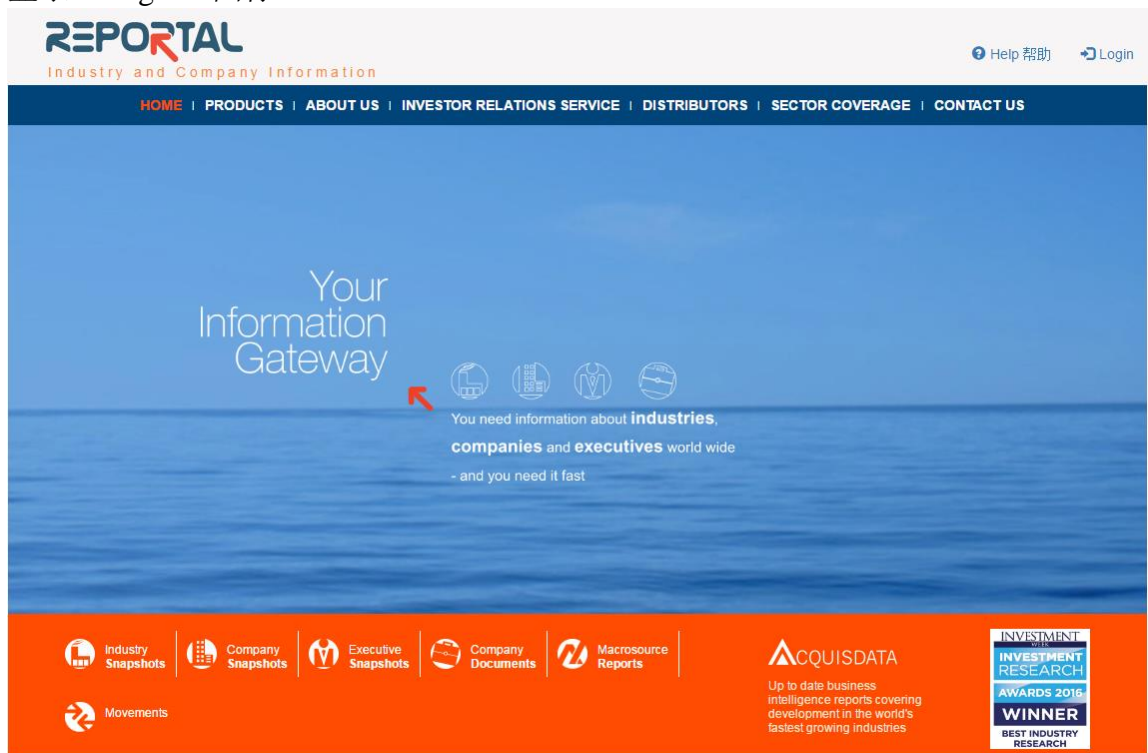 REPORTAL
Industry and Company Information
Help 帮助
Login
HOME | PRODUCTS | ABOUT US | INVESTOR RELATIONS SERVICE | DISTRIBUTORS | SECTOR COVERAGE | CONTACT US
Your
Information
Gateway
You need information about industries,
companies and executives world wide
- and you need it fast
Industry
Snapshots
Company
Snapshots
Executive
Snapshots
Company
Documents
Macrosource
Reports
Movements
ACQUISDATA
Up to date business
intelligence reports covering
development in the world's
fastest growing industries
INVESTMENT
WEEK
INVESTMENT
RESEARCH
AWARDS 2016
WINNER
BEST INDUSTRY
RESEARCH